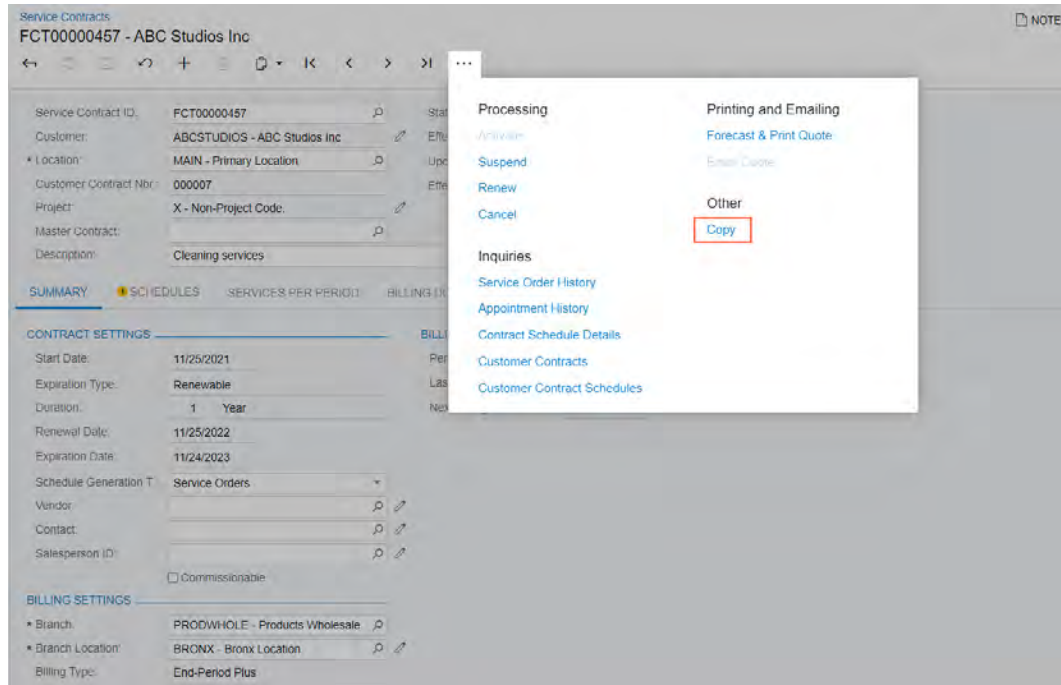 Service Contracts
NOTE
FCT00000457 - ABC Studios Inc
Service Contract ID: FCT00000457
Customer: ABCSTUDIOS - ABC Studios Inc
* Location: MAIN - Primary Location
Customer Contract Nbr.: 000007
Project: X - Non-Project Code.
Master Contract:
Description: Cleaning services
Processing
Activate
Suspend
Renew
Cancel
Inquiries
Service Order History
Appointment History
Contract Schedule Details
Customer Contracts
Customer Contract Schedules
Printing and Emailing
Forecast & Print Quote
Email Quote
Other
Copy
SUMMARY SCHEDULES SERVICES PER PERIOD BILLING
CONTRACT SETTINGS
Start Date: 11/25/2021
Expiration Type: Renewable
Duration: 1 Year
Renewal Date: 11/25/2022
Expiration Date: 11/24/2023
Schedule Generation T Service Orders
Vendor:
Contact:
Salesperson ID:
Commissionable
BILLING SETTINGS
* Branch: PRODWHOLE - Products Wholesale
* Branch Location: BRONX - Bronx Location
Billing Type: End-Period Plus